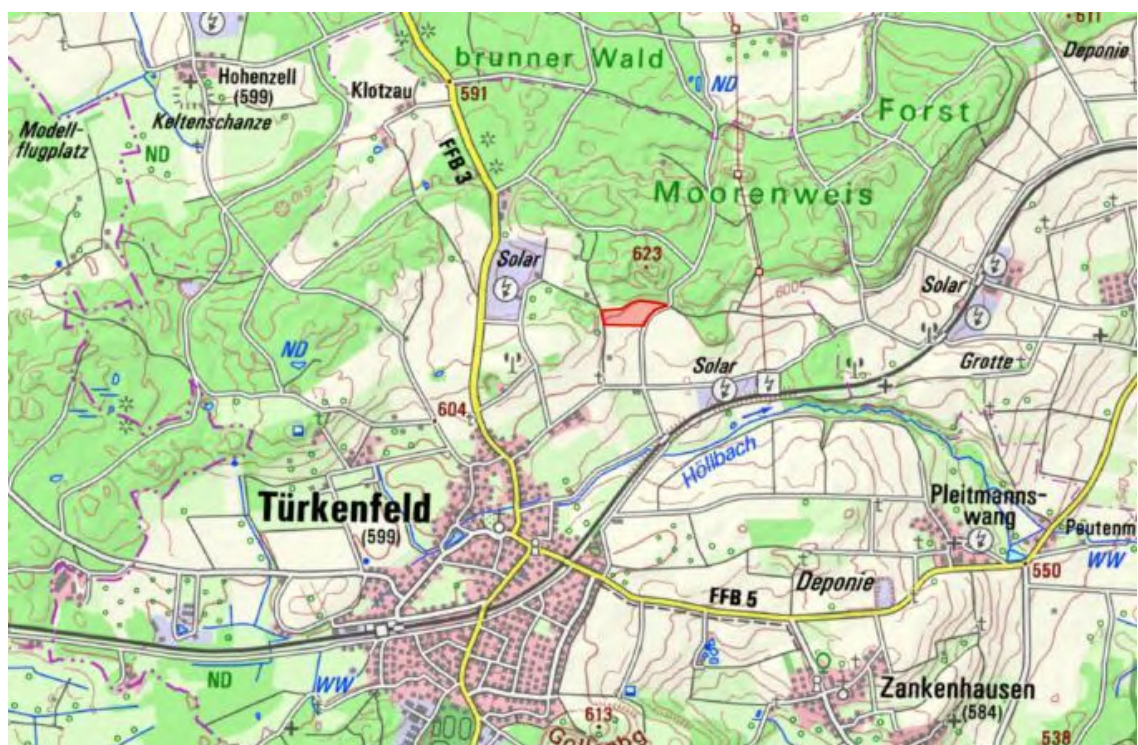 611
Deponie
brunner Wald
ND
Hohenzell
(599)
Klotzau
591
Keltenschanze
Forst
Modell-
flugplatz
ND
FFB 3
Moorenweis
623
Solar
Solar
600
ND
Solar
Grotte
604
Höllbach
Türkenfeld
(599)
Pleitmanns-
wang
Peutenm
WW
550
Deponie
FFB 5
ND
WW
Zankenhausen
(584)
613
538